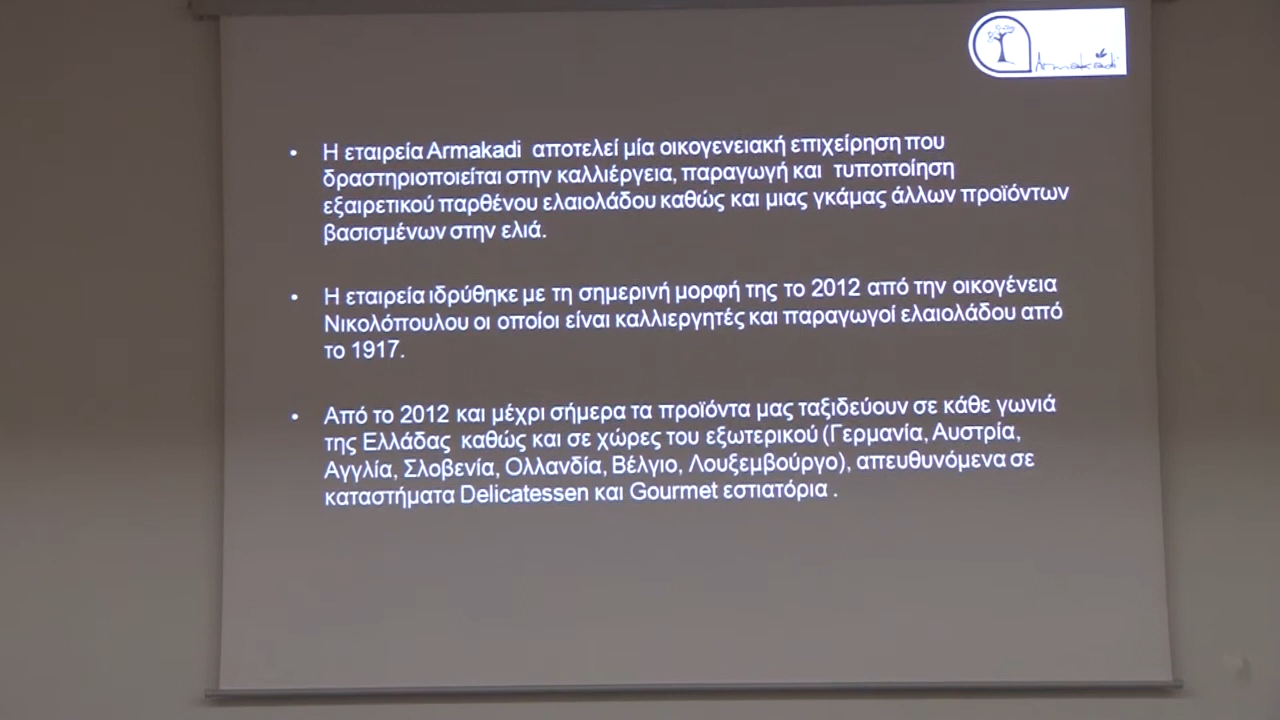 Armakadi
• Η εταιρεία Armakadi αποτελεί μία οικογενειακή επιχείρηση που
δραστηριοποιείται στην καλλιέργεια, παραγωγή και τυποποίηση
εξαιρετικού παρθένου ελαιολάδου καθώς και μιας γκάμας άλλων προϊόντων
βασισμένων στην ελιά.
• Η εταιρεία ιδρύθηκε με τη σημερινή μορφή της το 2012 από την οικογένεια
Νικολόπουλου οι οποίοι είναι καλλιεργητές και παραγωγοί ελαιολάδου από
το 1917.
• Από το 2012 και μέχρι σήμερα τα προϊόντα μας ταξιδεύουν σε κάθε γωνιά
της Ελλάδας καθώς και σε χώρες του εξωτερικού (Γερμανία, Αυστρία,
Αγγλία, Σλοβενία, Ολλανδία, Βέλγιο, Λουξεμβούργο), απευθυνόμενα σε
καταστήματα Delicatessen και Gourmet εστιατόρια .